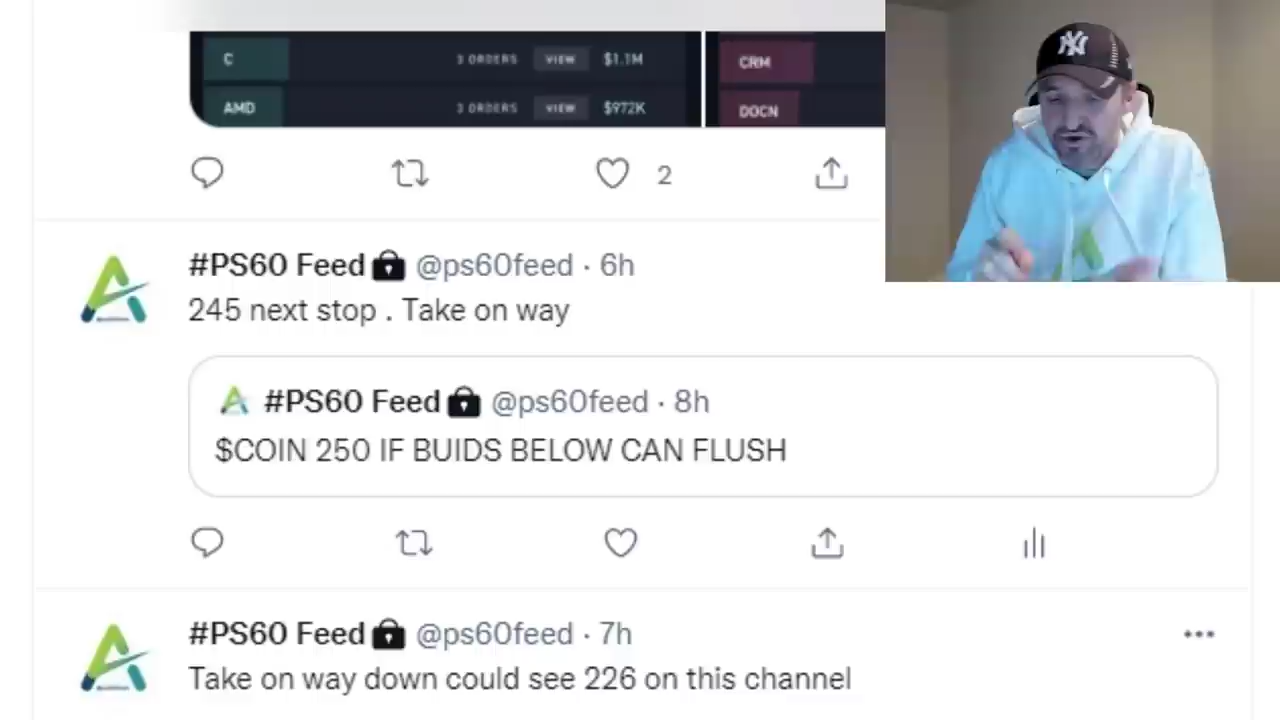 C 3 ORDERS VIEW $1.1M
CRM
AMD 3 ORDERS VIEW $972K
DOCN
2
#PS60 Feed @ps60feed · 6h
245 next stop . Take on way
#PS60 Feed @ps60feed · 8h
$COIN 250 IF BUIDS BELOW CAN FLUSH
#PS60 Feed @ps60feed · 7h
Take on way down could see 226 on this channel